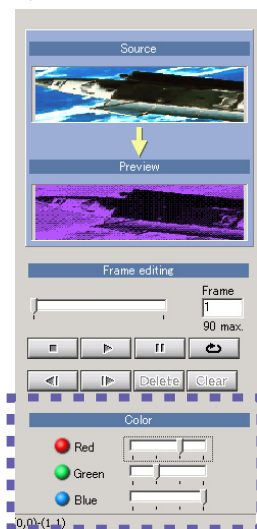 Source
Preview
Frame editing
Frame
1
90 max.
Delete Clear
Color
Red
Green
Blue
0,0)-(1,1)